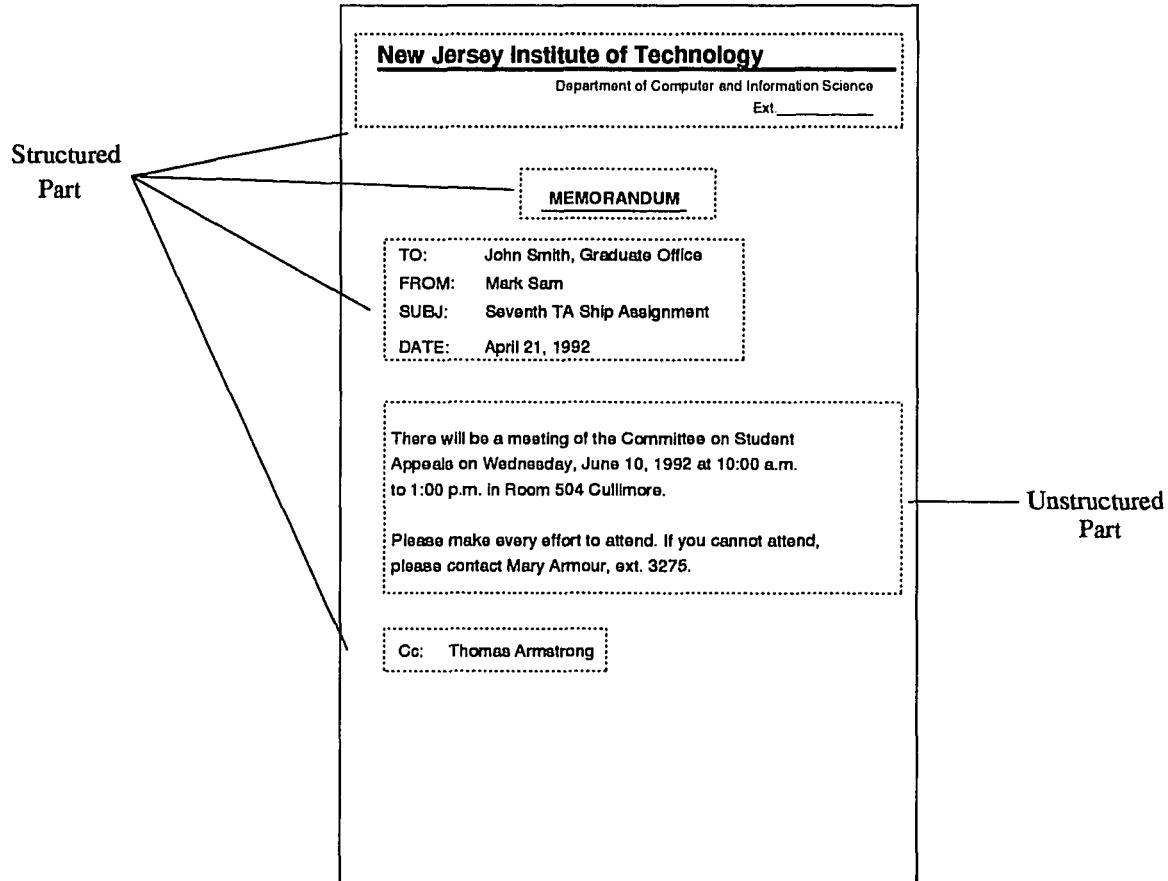 New Jersey Institute of Technology
Department of Computer and Information Science
Ext.__________
Structured
Part
MEMORANDUM
TO: John Smith, Graduate Office
FROM: Mark Sam
SUBJ: Seventh TA Ship Assignment
DATE: April 21, 1992
There will be a meeting of the Committee on Student
Appeals on Wednesday, June 10, 1992 at 10:00 a.m.
to 1:00 p.m. in Room 504 Cullimore.
Unstructured
Part
Please make every effort to attend. If you cannot attend,
please contact Mary Armour, ext. 3275.
Cc: Thomas Armstrong